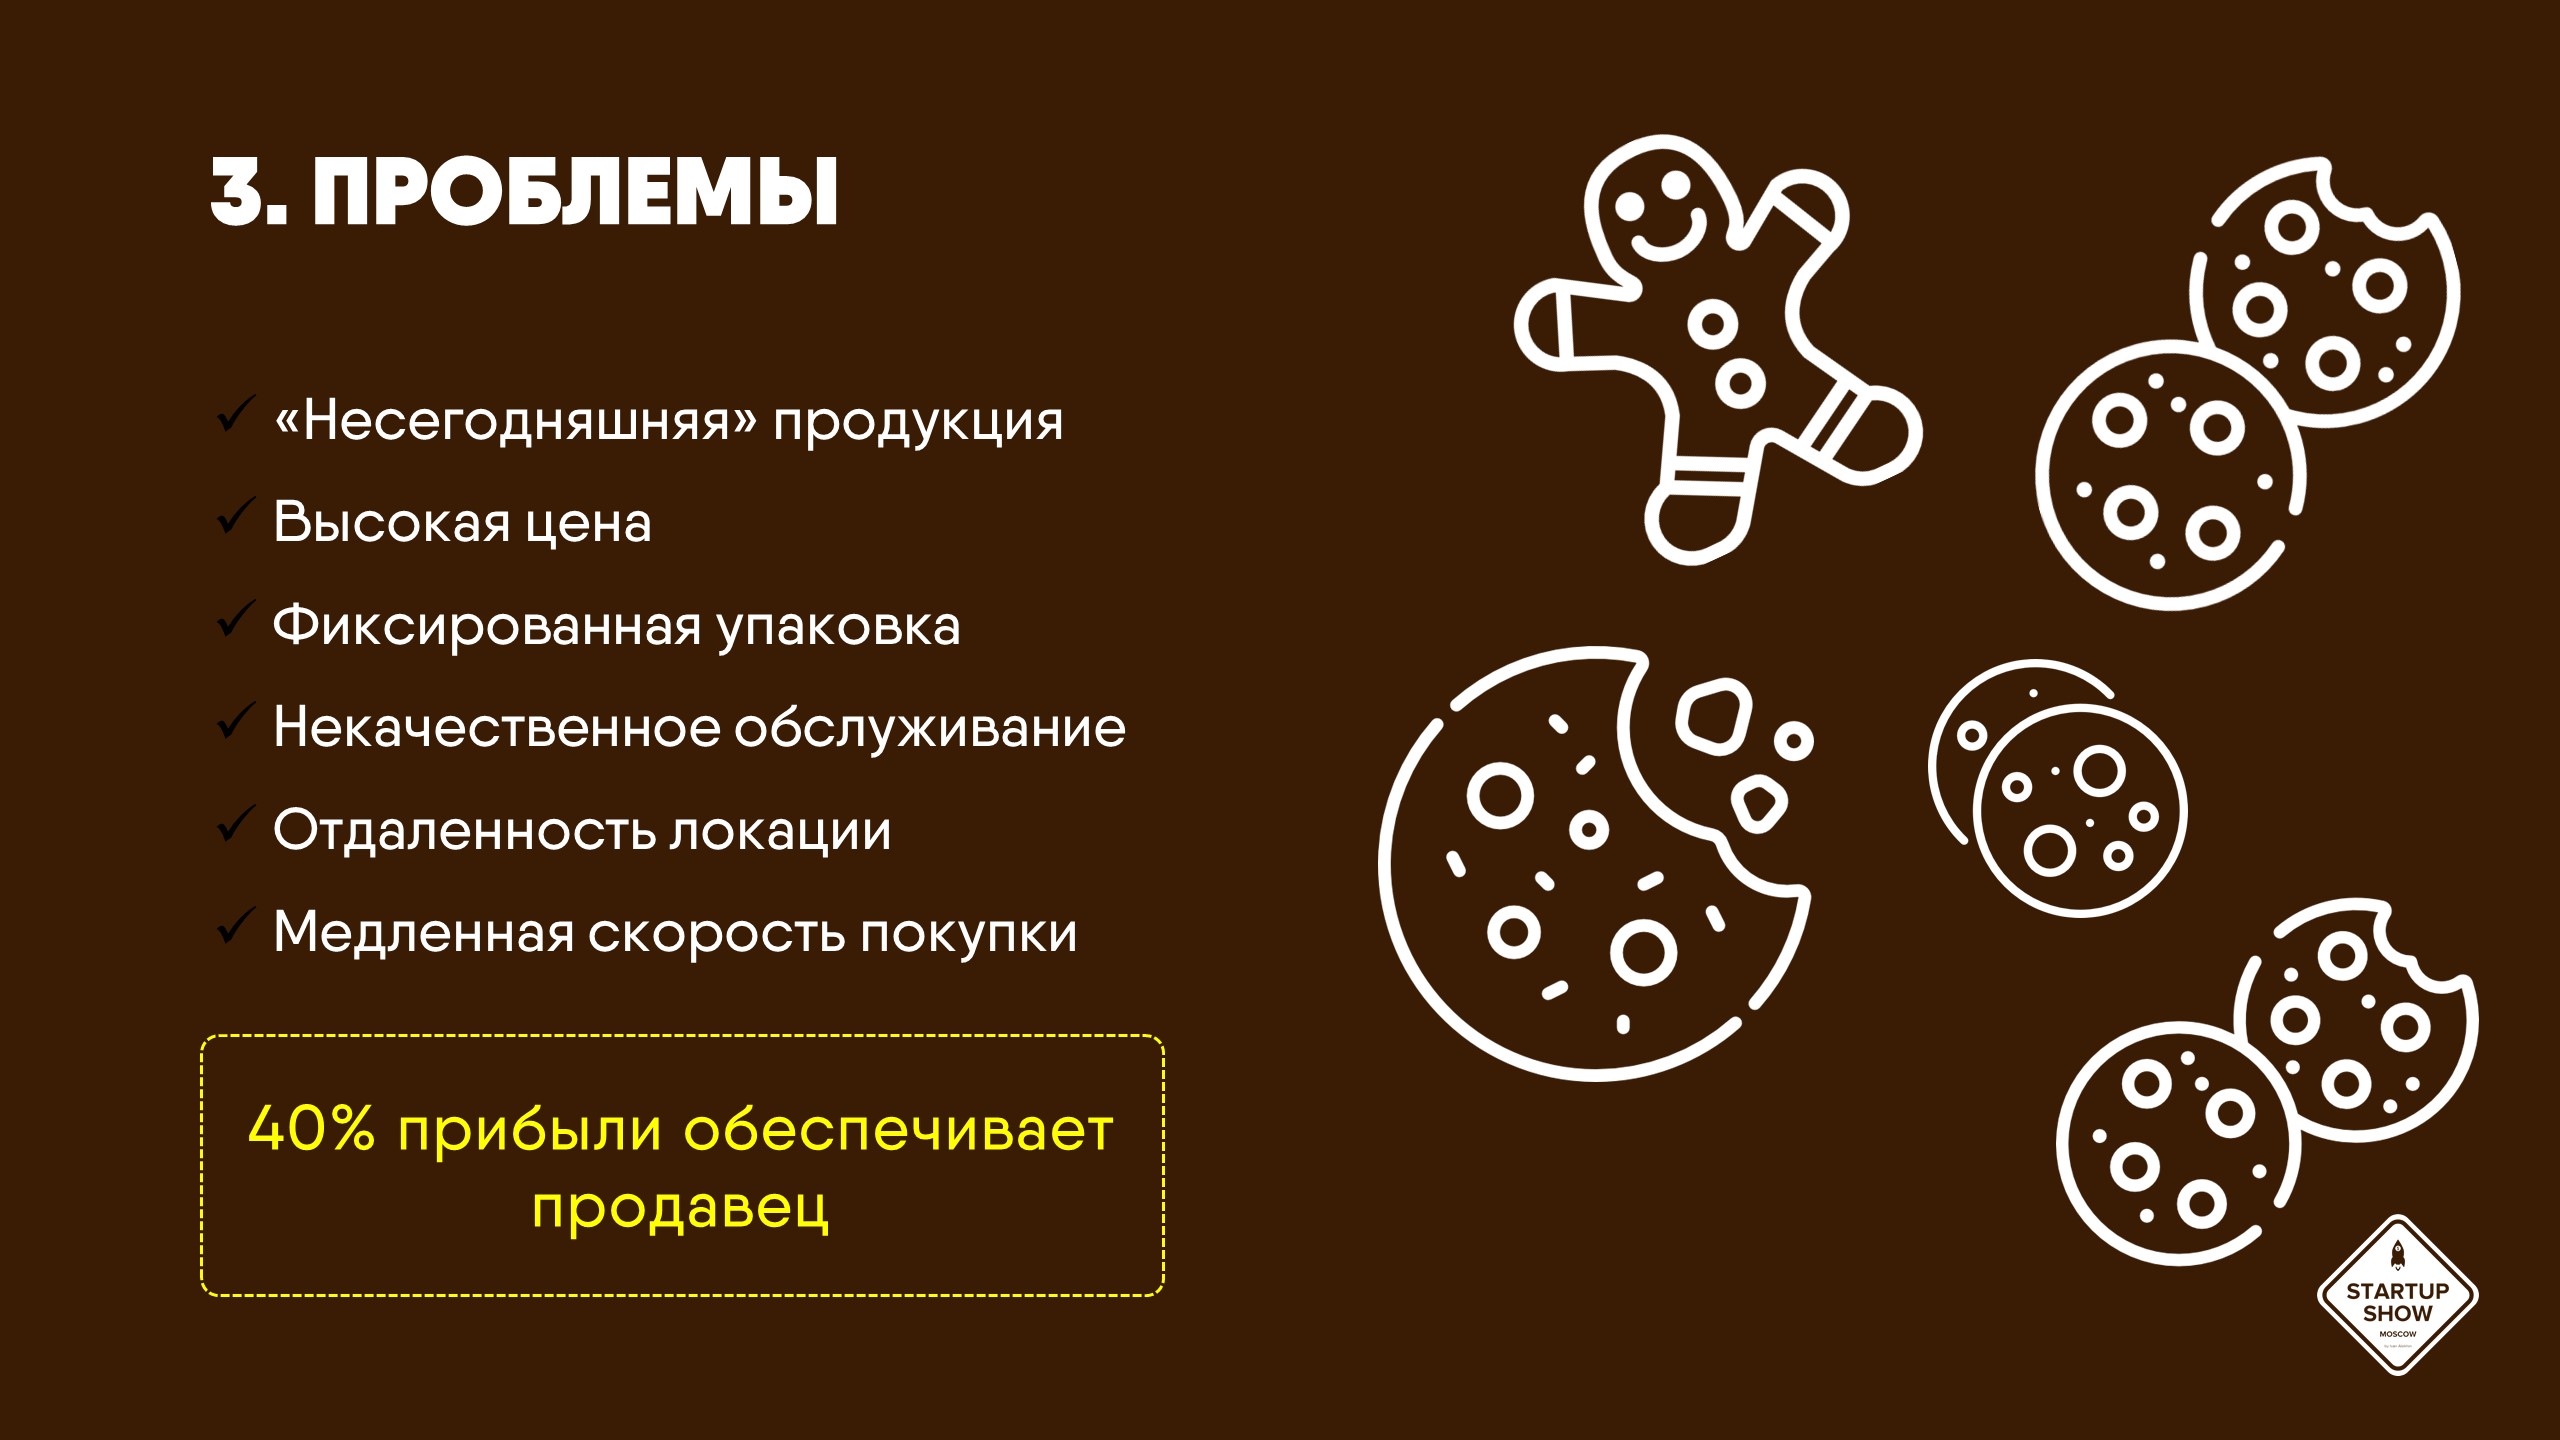 3. ПРОБЛЕМЫ
«Несегодняшняя» продукция
Высокая цена
Фиксированная упаковка
Некачественное обслуживание
Отдаленность локации
Медленная скорость покупки
40% прибыли обеспечивает
продавец
STARTUP
SHOW
MOSCOW